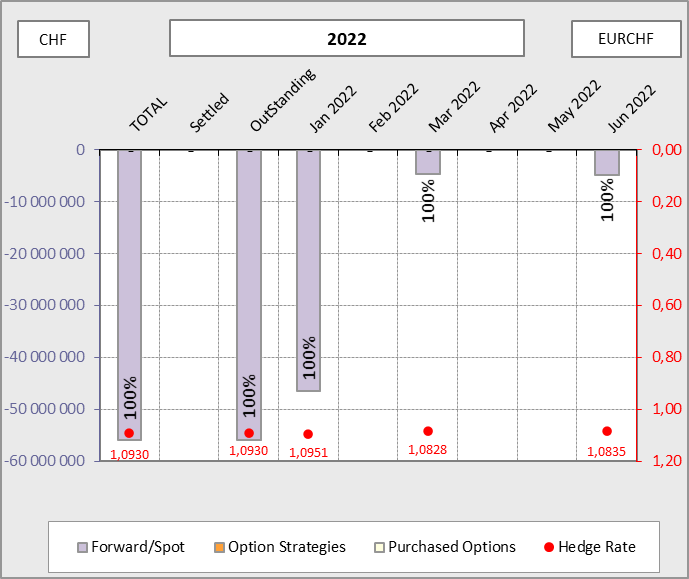 CHF
2022
EURCHF
TOTAL
Settled
OutStanding
Jan 2022
Feb 2022
Mar 2022
Apr 2022
May 2022
Jun 2022
0
-10 000 000
-20 000 000
-30 000 000
-40 000 000
-50 000 000
-60 000 000
0,00
0,20
0,40
0,60
0,80
1,00
1,20
100%
100%
100%
100%
100%
1,0930
1,0930
1,0951
1,0828
1,0835
Forward/Spot
Option Strategies
Purchased Options
Hedge Rate